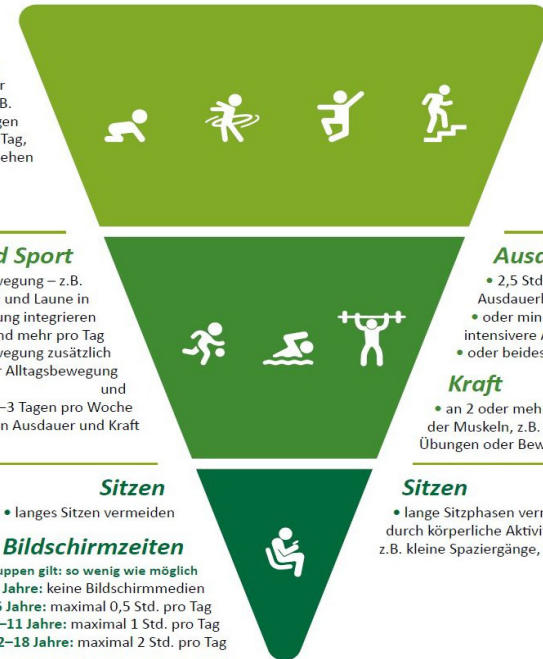 r
B.
gen
Tag,
ehen
d Sport
vegung – z.B.
und Laune in
ung integrieren
nd mehr pro Tag
wegung zusätzlich
r Alltagsbewegung
und
–3 Tagen pro Woche
n Ausdauer und Kraft
Sitzen
• langes Sitzen vermeiden
Bildschirmzeiten
uppen gilt: so wenig wie möglich
Jahre: keine Bildschirmmedien
Jahre: maximal 0,5 Std. pro Tag
–11 Jahre: maximal 1 Std. pro Tag
2–18 Jahre: maximal 2 Std. pro Tag
Ausda
• 2,5 Std
Ausdauerb
• oder min
intensivere A
• oder beides
Kraft
• an 2 oder meh
der Muskeln, z.B.
Übungen oder Bew
Sitzen
• lange Sitzphasen verm
durch körperliche Aktivi
z.B. kleine Spaziergänge,